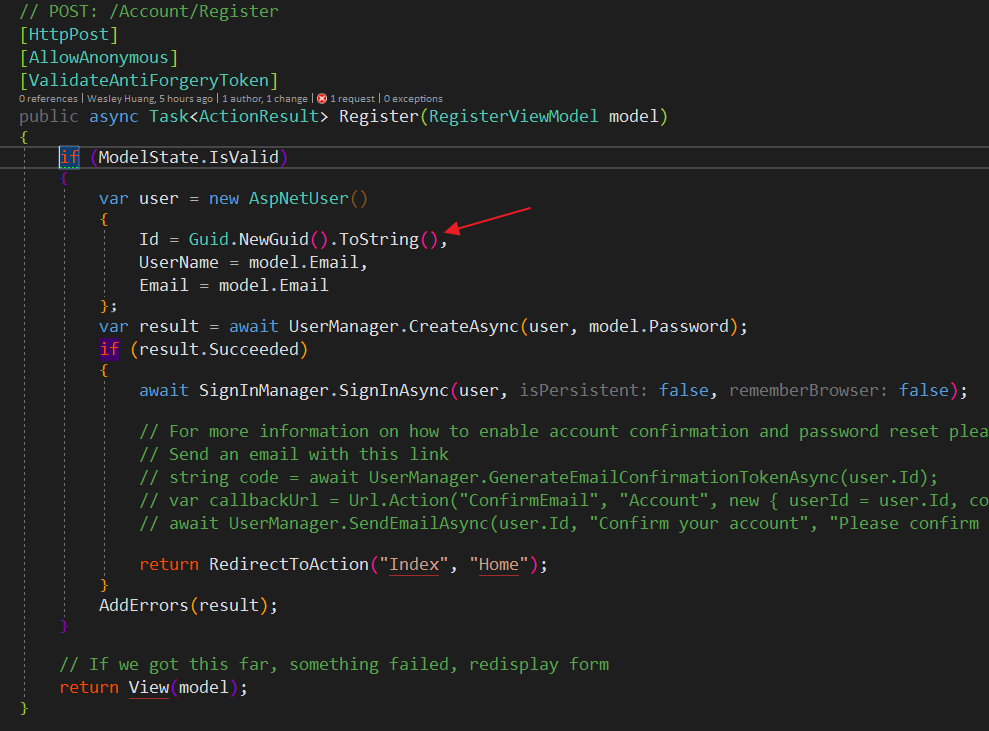 // POST: /Account/Register
[HttpPost]
[AllowAnonymous]
[ValidateAntiForgeryToken]
0 references | Wesley Huang, 5 hours ago | 1 author, 1 change | 1 request | 0 exceptions
public async Task<ActionResult> Register(RegisterViewModel model)
{
if (ModelState.IsValid)
{
var user = new AspNetUser()
{
Id = Guid.NewGuid().ToString(),
UserName = model.Email,
Email = model.Email
};
var result = await UserManager.CreateAsync(user, model.Password);
if (result.Succeeded)
{
await SignInManager.SignInAsync(user, isPersistent: false, rememberBrowser: false);
// For more information on how to enable account confirmation and password reset plea
// Send an email with this link
// string code = await UserManager.GenerateEmailConfirmationTokenAsync(user.Id);
// var callbackUrl = Url.Action("ConfirmEmail", "Account", new { userId = user.Id, co
// await UserManager.SendEmailAsync(user.Id, "Confirm your account", "Please confirm
return RedirectToAction("Index", "Home");
}
AddErrors(result);
}
// If we got this far, something failed, redisplay form
return View(model);
}